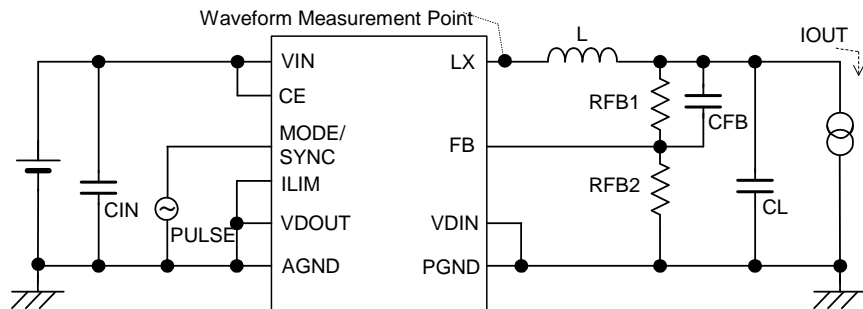 Waveform Measurement Point
IOUT
VIN
LX
L
CE
RFB1
CFB
MODE/
SYNC
FB
ILIM
RFB2
CIN
PULSE
VDOUT
VDIN
CL
AGND
PGND